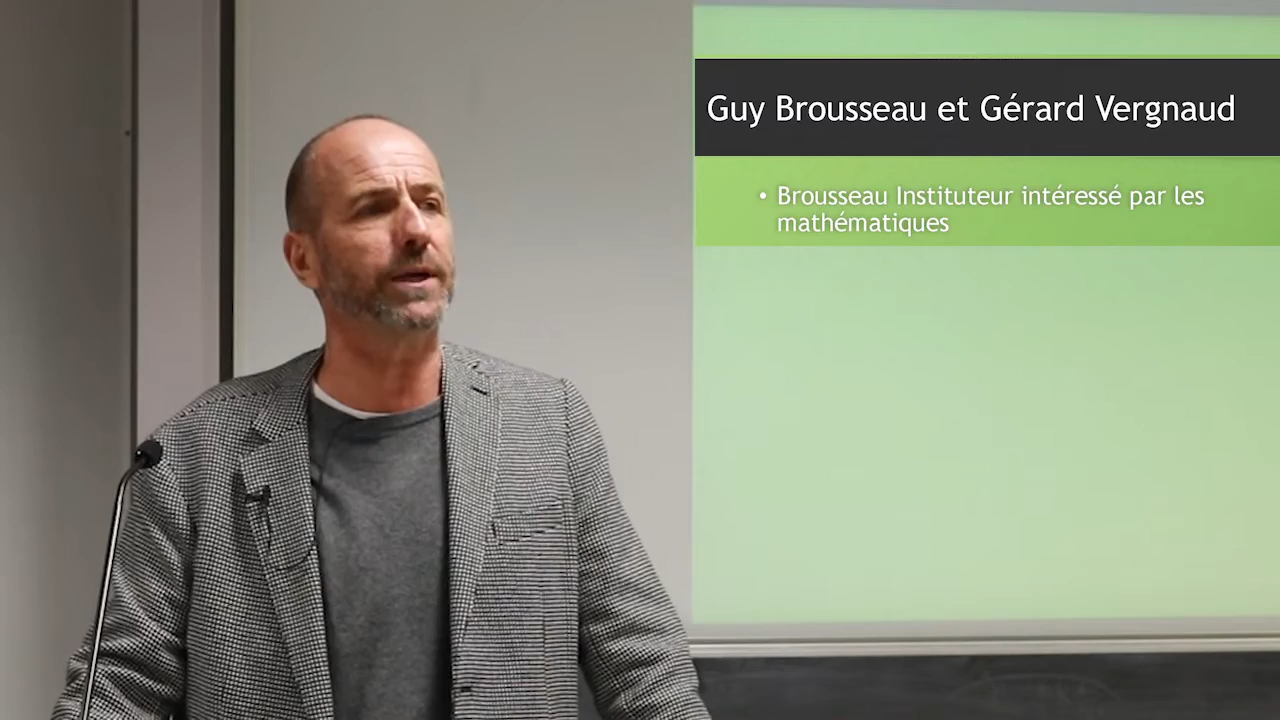 Guy Brousseau et Gérard Vergnaud
• Brousseau Instituteur intéressé par les
mathématiques